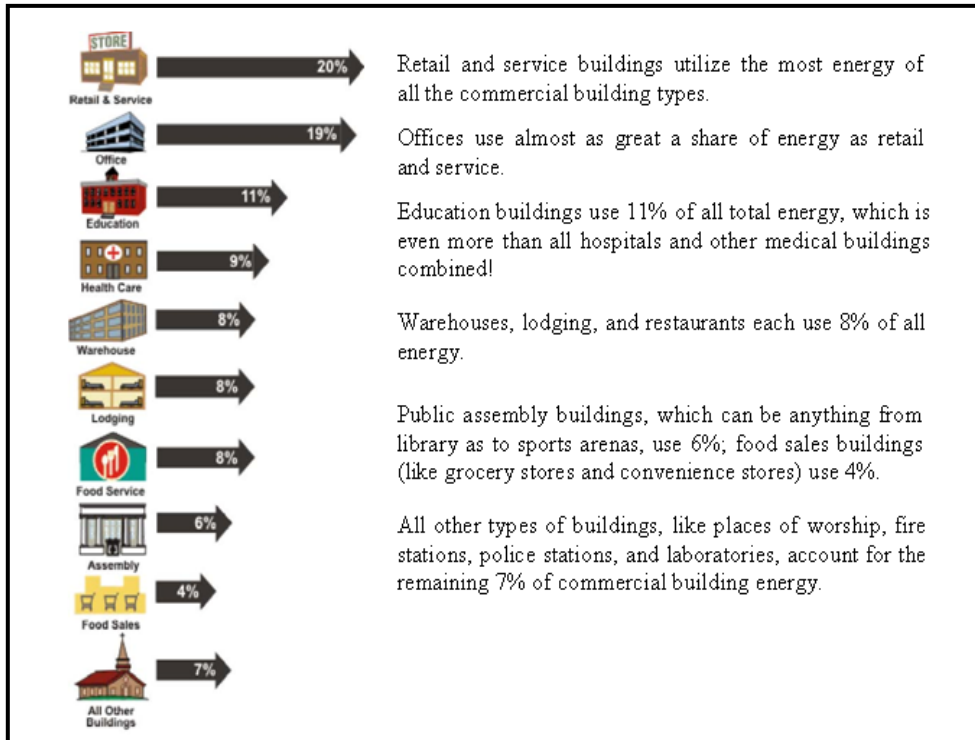 STORE
20%
Retail & Service
Retail and service buildings utilize the most energy of
all the commercial building types.
19%
Office
Offices use almost as great a share of energy as retail
and service.
11%
Education
Education buildings use 11% of all total energy, which is
even more than all hospitals and other medical buildings
combined!
9%
Health Care
8%
Warehouse
Warehouses, lodging, and restaurants each use 8% of all
energy.
8%
Lodging
8%
Food Service
Public assembly buildings, which can be anything from
library as to sports arenas, use 6%; food sales buildings
(like grocery stores and convenience stores) use 4%.
6%
Assembly
4%
Food Sales
All other types of buildings, like places of worship, fire
stations, police stations, and laboratories, account for the
remaining 7% of commercial building energy.
7%
All Other
Buildings